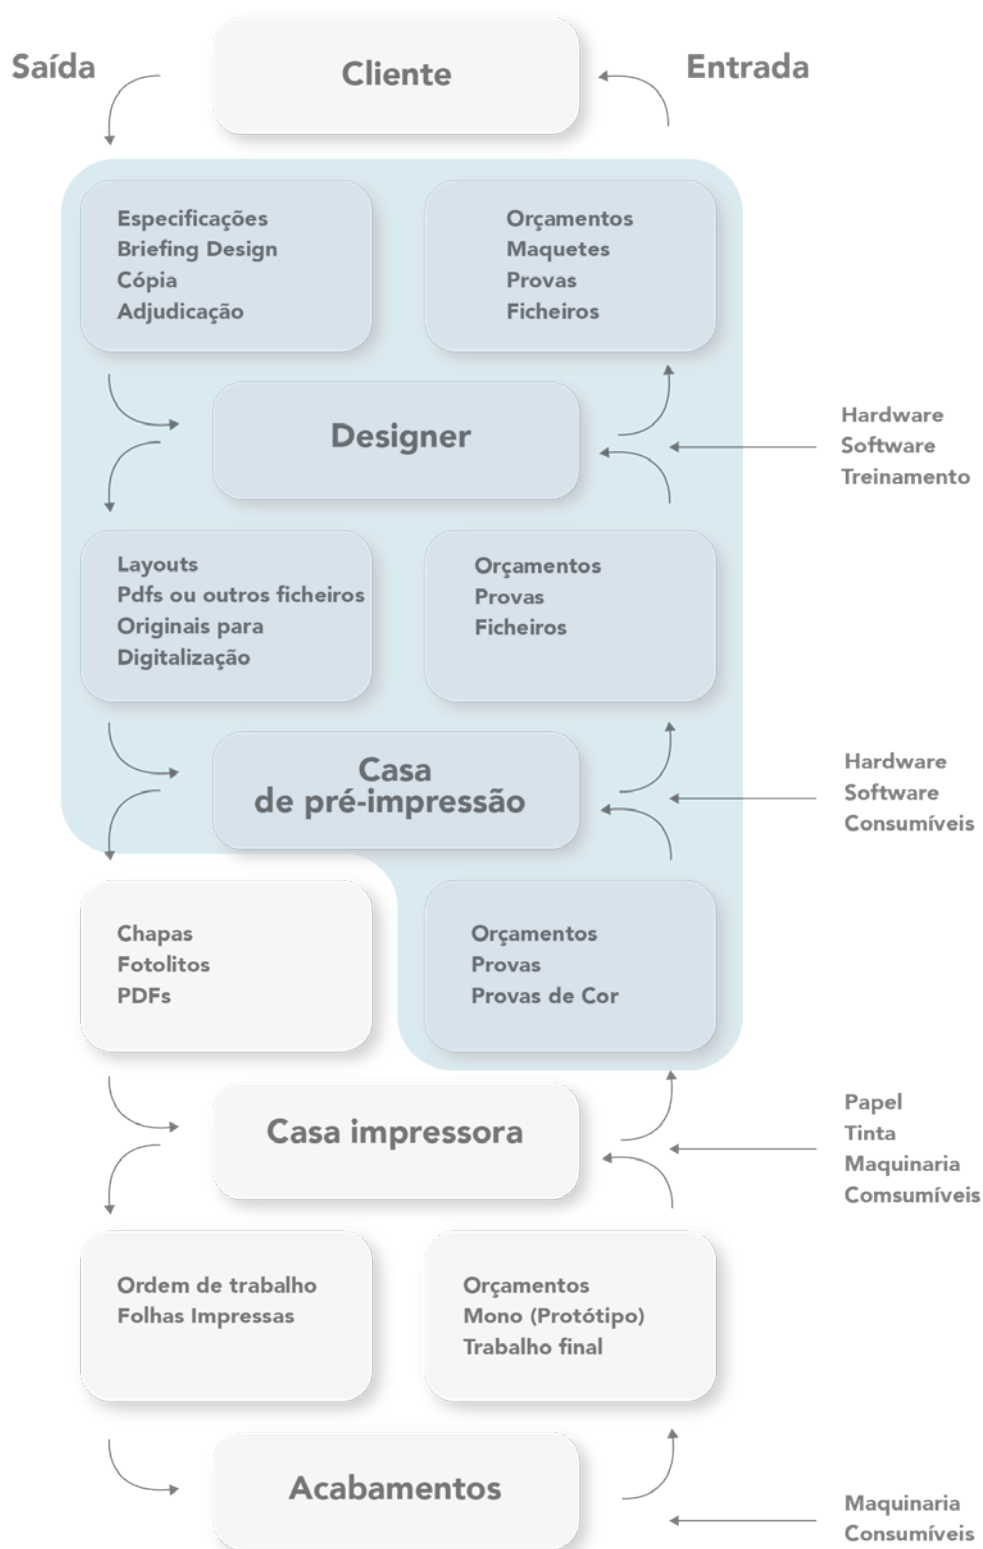 Saída
Cliente
Entrada
Especificações
Briefing Design
Cópia
Adjudicação
Orçamentos
Maquetes
Provas
Ficheiros
Designer
Hardware
Software
Treinamento
Layouts
Pdfs ou outros ficheiros
Originais para
Digitalização
Orçamentos
Provas
Ficheiros
Casa
de pré-impressão
Hardware
Software
Consumíveis
Chapas
Fotolitos
PDFs
Orçamentos
Provas
Provas de Cor
Casa impressora
Papel
Tinta
Maquinaria
Comsumíveis
Ordem de trabalho
Folhas Impressas
Orçamentos
Mono (Protótipo)
Trabalho final
Acabamentos
Maquinaria
Consumíveis